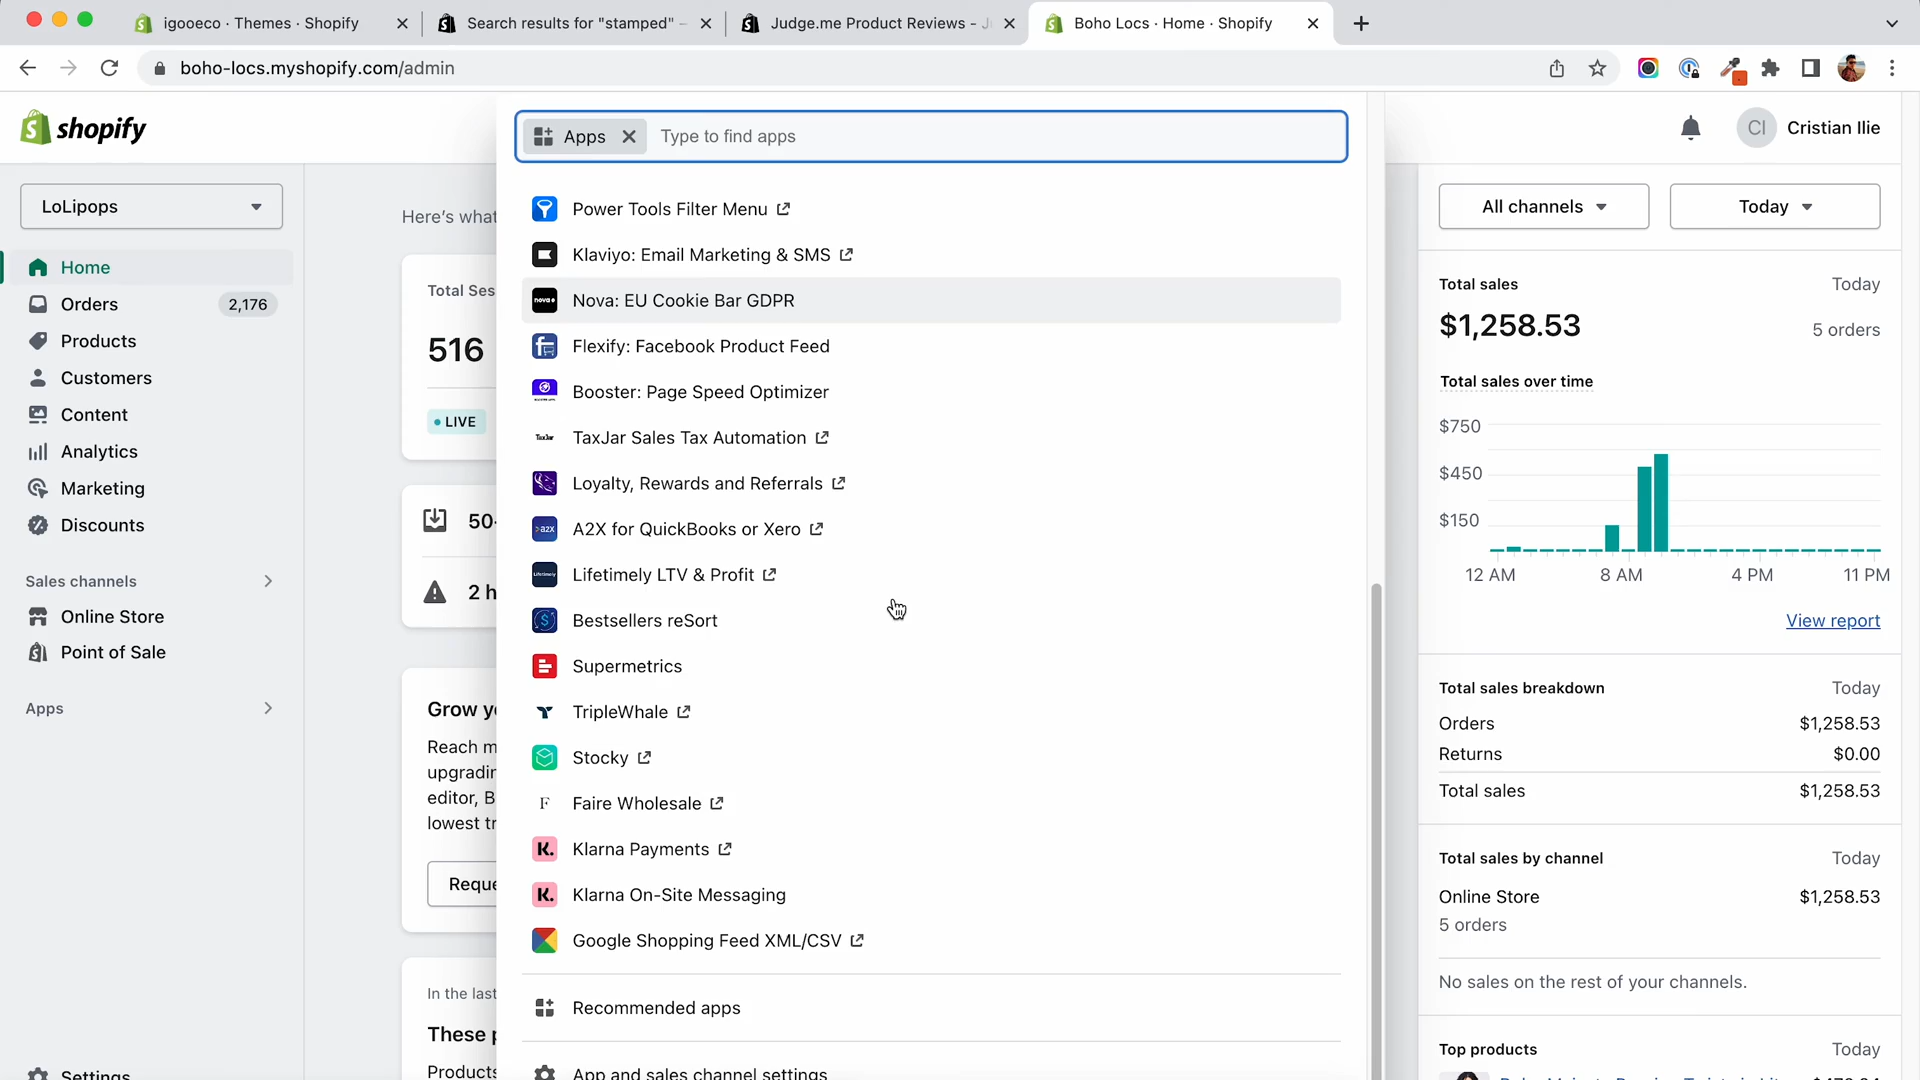 igooeco · Themes · Shopify
Search results for "stamped" –
Judge.me Product Reviews - J
Boho Locs · Home · Shopify
boho-locs.myshopify.com/admin
shopify
Apps
Type to find apps
CI
Cristian Ilie
LoLipops
Home
Orders
2,176
Products
Customers
Content
Analytics
Marketing
Discounts
Sales channels
Online Store
Point of Sale
Apps
Settings
Here's what
Total Ses
516
LIVE
50
2 h
Grow y
Reach m
upgradin
editor, B
lowest tr
Reque
In the last
These p
Products
Power Tools Filter Menu
Klaviyo: Email Marketing & SMS
nova
Nova: EU Cookie Bar GDPR
Flexify: Facebook Product Feed
Booster: Page Speed Optimizer
TaxJar
TaxJar Sales Tax Automation
Loyalty, Rewards and Referrals
a2x
A2X for QuickBooks or Xero
Lifetimely
Lifetimely LTV & Profit
Bestsellers reSort
Supermetrics
TripleWhale
Stocky
F
Faire Wholesale
K.
Klarna Payments
K.
Klarna On-Site Messaging
Google Shopping Feed XML/CSV
Recommended apps
App and sales channel settings
All channels
Today
Total sales
Today
$1,258.53
5 orders
Total sales over time
$750
$450
$150
12 AM
8 AM
4 PM
11 PM
View report
Total sales breakdown
Today
Orders
$1,258.53
Returns
$0.00
Total sales
$1,258.53
Total sales by channel
Today
Online Store
$1,258.53
5 orders
No sales on the rest of your channels.
Top products
Today